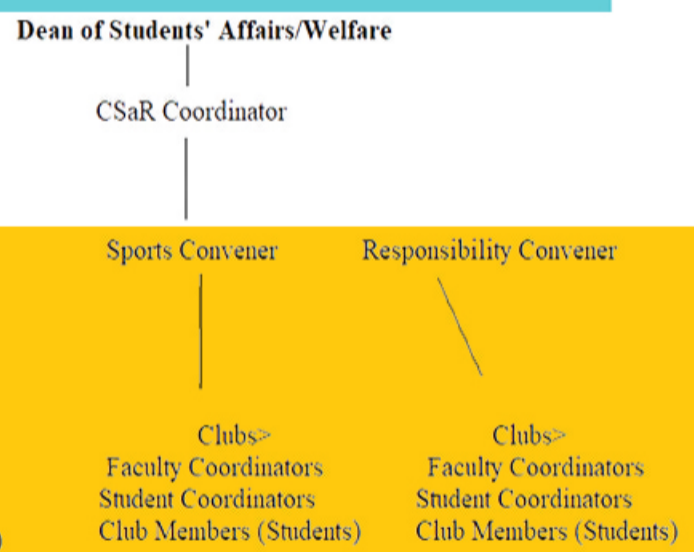 Dean of Students' Affairs/Welfare
CSaR Coordinator
Sports Convener
Responsibility Convener
Clubs>
Faculty Coordinators
Student Coordinators
Club Members (Students)
Clubs>
Faculty Coordinators
Student Coordinators
Club Members (Students)